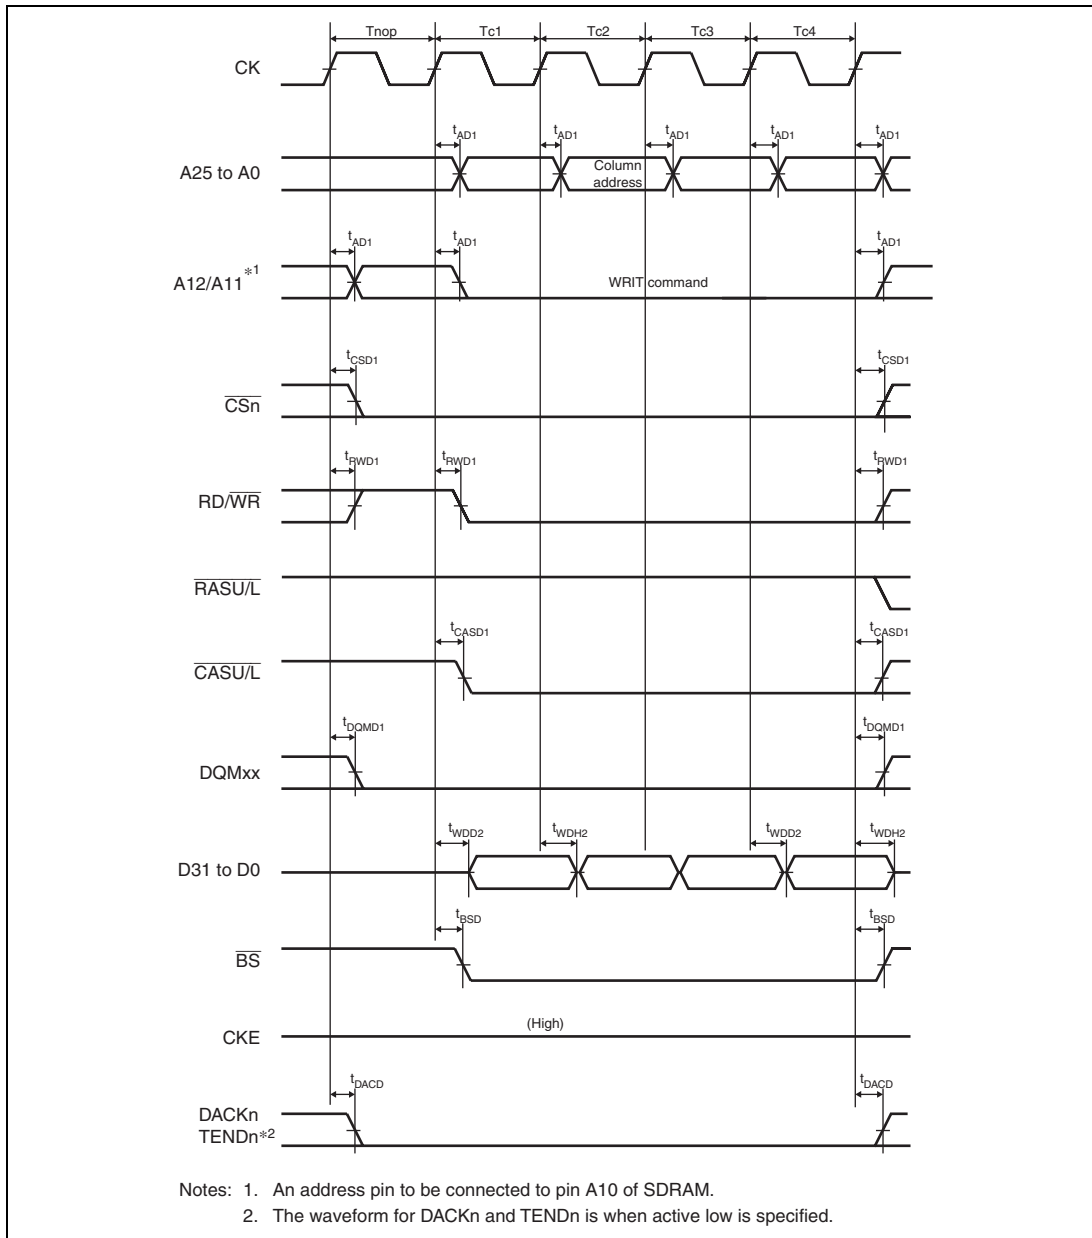 Tnop Tc1 Tc2 Tc3 Tc4
CK
tAD1 tAD1 tAD1 tAD1 tAD1
A25 to A0
Column
address
tAD1 tAD1 tAD1
A12/A11 *1
WRIT command
tCSD1 tCSD1
CSn
tRWD1 tRWD1 tRWD1
RD/WR
RASU/L
tCASD1 tCASD1
CASU/L
tDQMD1 tDQMD1
DQMxx
tWDD2 tWDH2 tWDD2 tWDH2
D31 to D0
tBSD tBSD
BS
(High)
CKE
tDACD tDACD
DACKn
TENDn*2
Notes: 1. An address pin to be connected to pin A10 of SDRAM.
2. The waveform for DACKn and TENDn is when active low is specified.